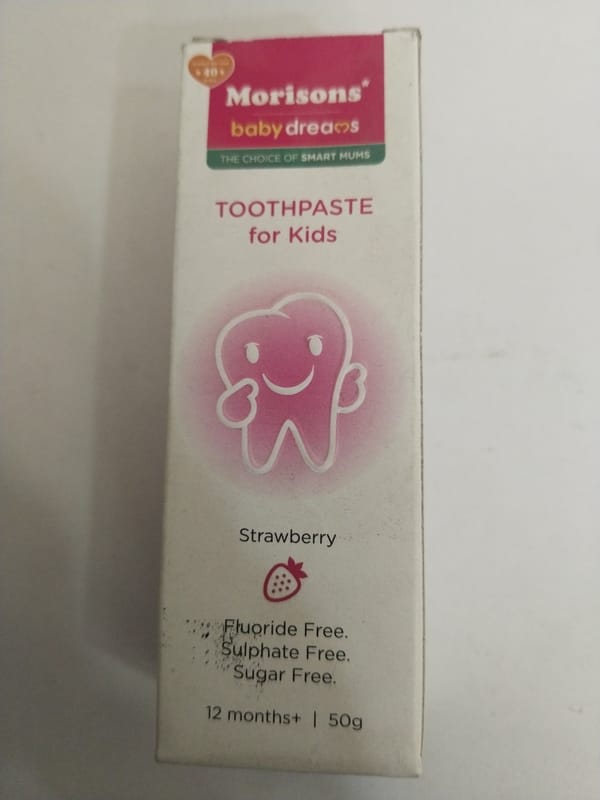 40
Morisons*
baby dreams
THE CHOICE OF SMART MUMS
TOOTHPASTE
for Kids
Strawberry
Fluoride Free.
Sulphate Free.
Sugar Free.
12 months+ | 50g